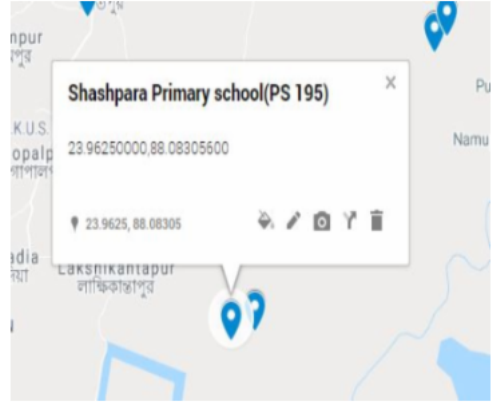 npur
Shashpara Primary school(PS 195)
23.96250000,88.08305600
23.9625, 88.08305
K.U.S.
opalp
Pu
Namu
adia
Lakshikantapur
লাক্ষিকান্তাপুর